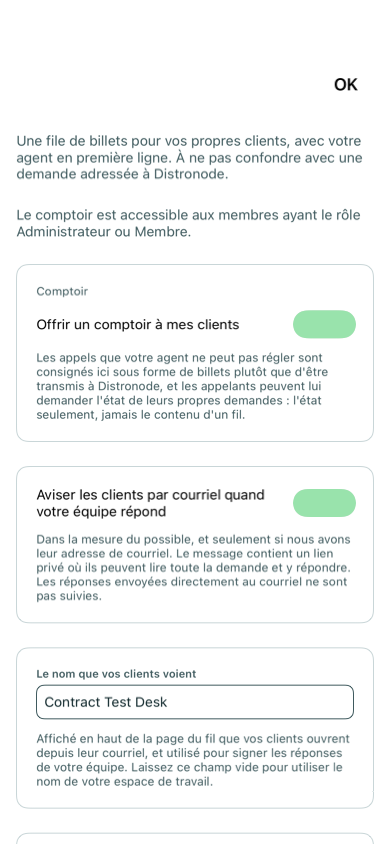 OK
Une file de billets pour vos propres clients, avec votre
agent en première ligne. À ne pas confondre avec une
demande adressée à Distronode.
Le comptoir est accessible aux membres ayant le rôle
Administrateur ou Membre.
Comptoir
Offrir un comptoir à mes clients
Les appels que votre agent ne peut pas régler sont
consignés ici sous forme de billets plutôt que d'être
transmis à Distronode, et les appelants peuvent lui
demander l'état de leurs propres demandes : l'état
seulement, jamais le contenu d'un fil.
Aviser les clients par courriel quand
votre équipe répond
Dans la mesure du possible, et seulement si nous avons
leur adresse de courriel. Le message contient un lien
privé où ils peuvent lire toute la demande et y répondre.
Les réponses envoyées directement au courriel ne sont
pas suivies.
Le nom que vos clients voient
Contract Test Desk
Affiché en haut de la page du fil que vos clients ouvrent
depuis leur courriel, et utilisé pour signer les réponses
de votre équipe. Laissez ce champ vide pour utiliser le
nom de votre espace de travail.